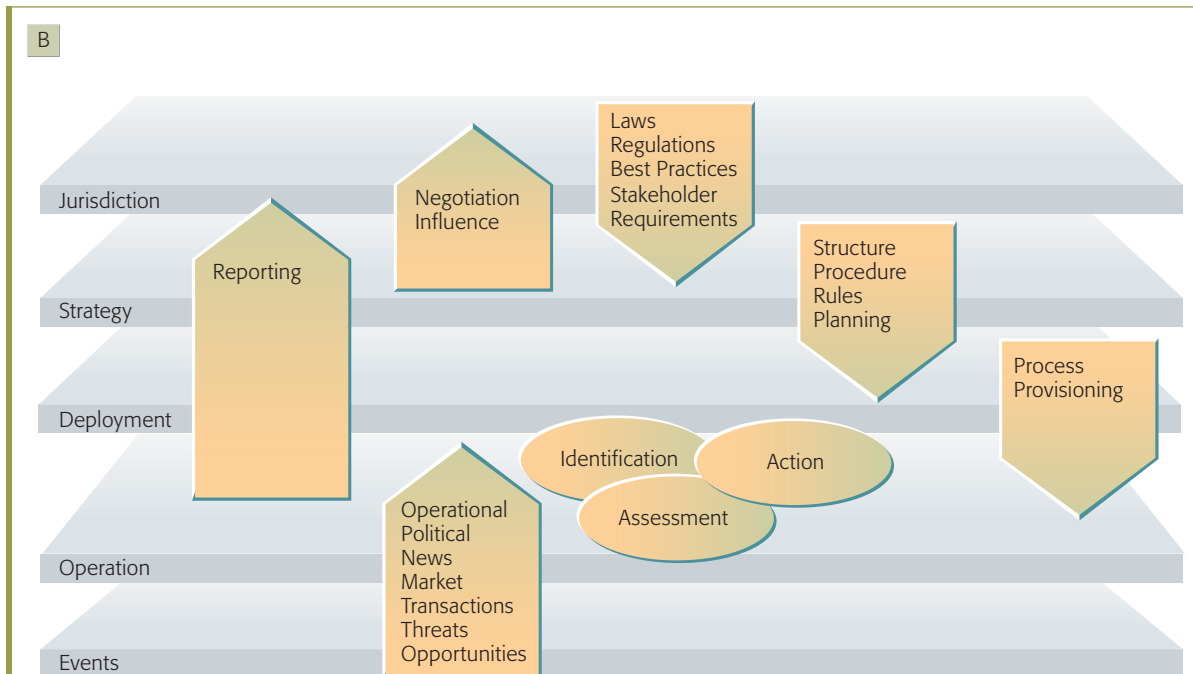 B
Laws
Regulations
Best Practices
Stakeholder
Requirements
Negotiation
Influence
Jurisdiction
Reporting
Structure
Procedure
Rules
Planning
Strategy
Process
Provisioning
Deployment
Identification
Action
Assessment
Operational
Political
News
Market
Transactions
Threats
Opportunities
Operation
Events